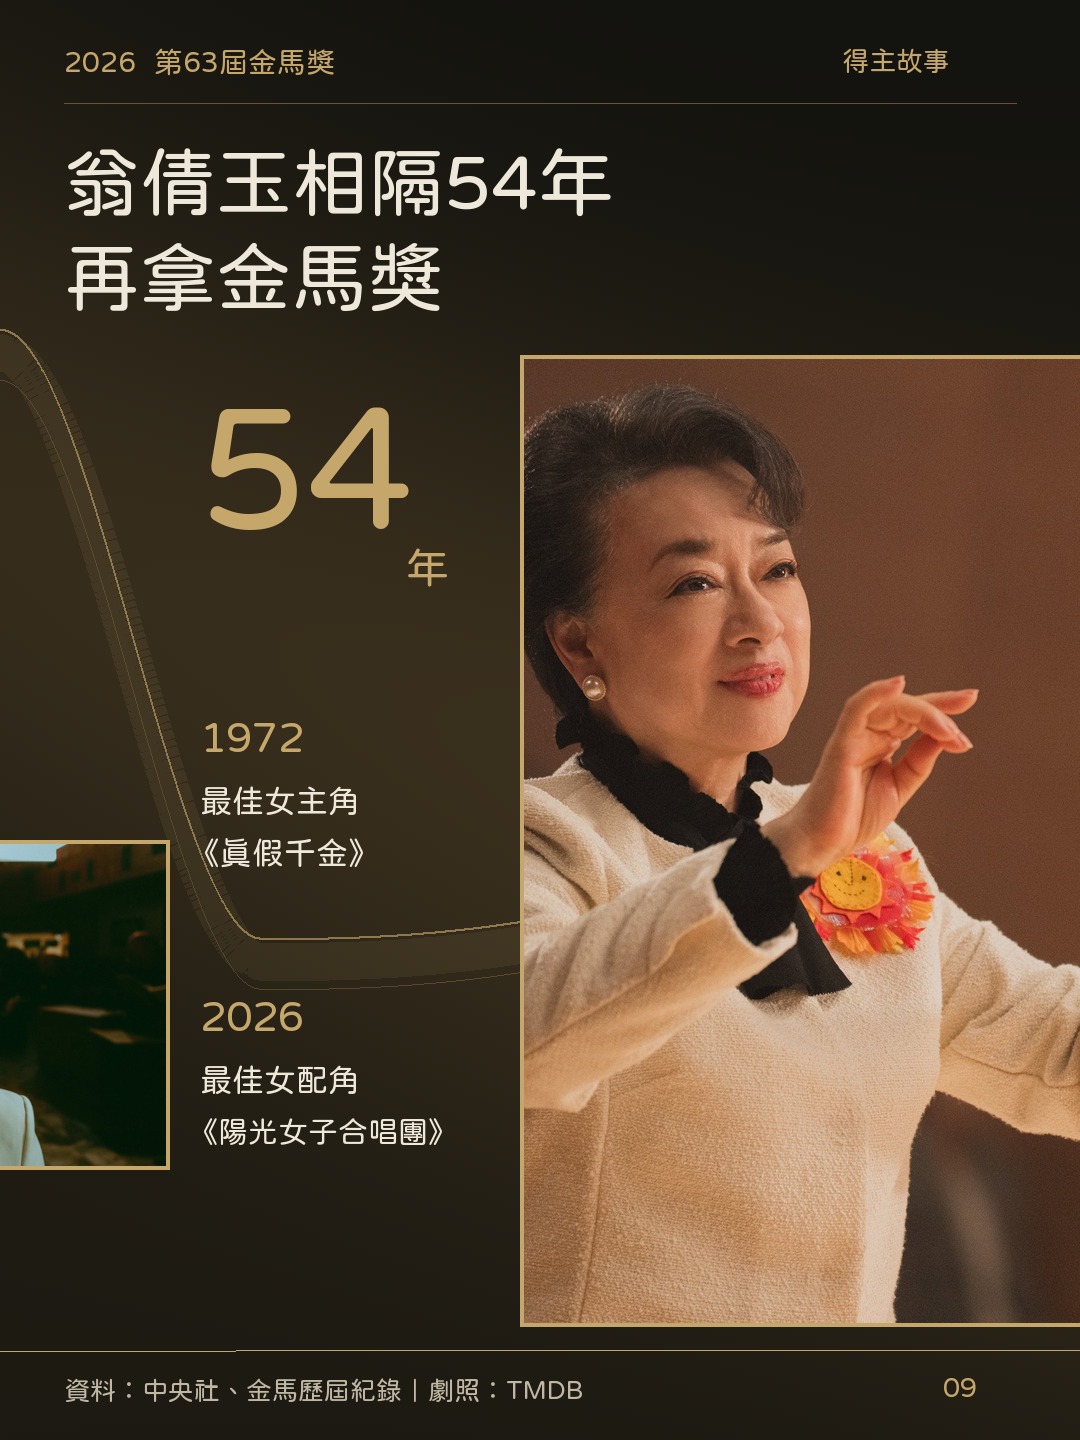 2026 第63屆金馬獎
得主故事
翁倩玉相隔54年
再拿金馬獎
54
年
1972
最佳女主角
《真假千金》
2026
最佳女配角
《陽光女子合唱團》
資料：中央社、金馬歷屆紀錄｜劇照：TMDB
09